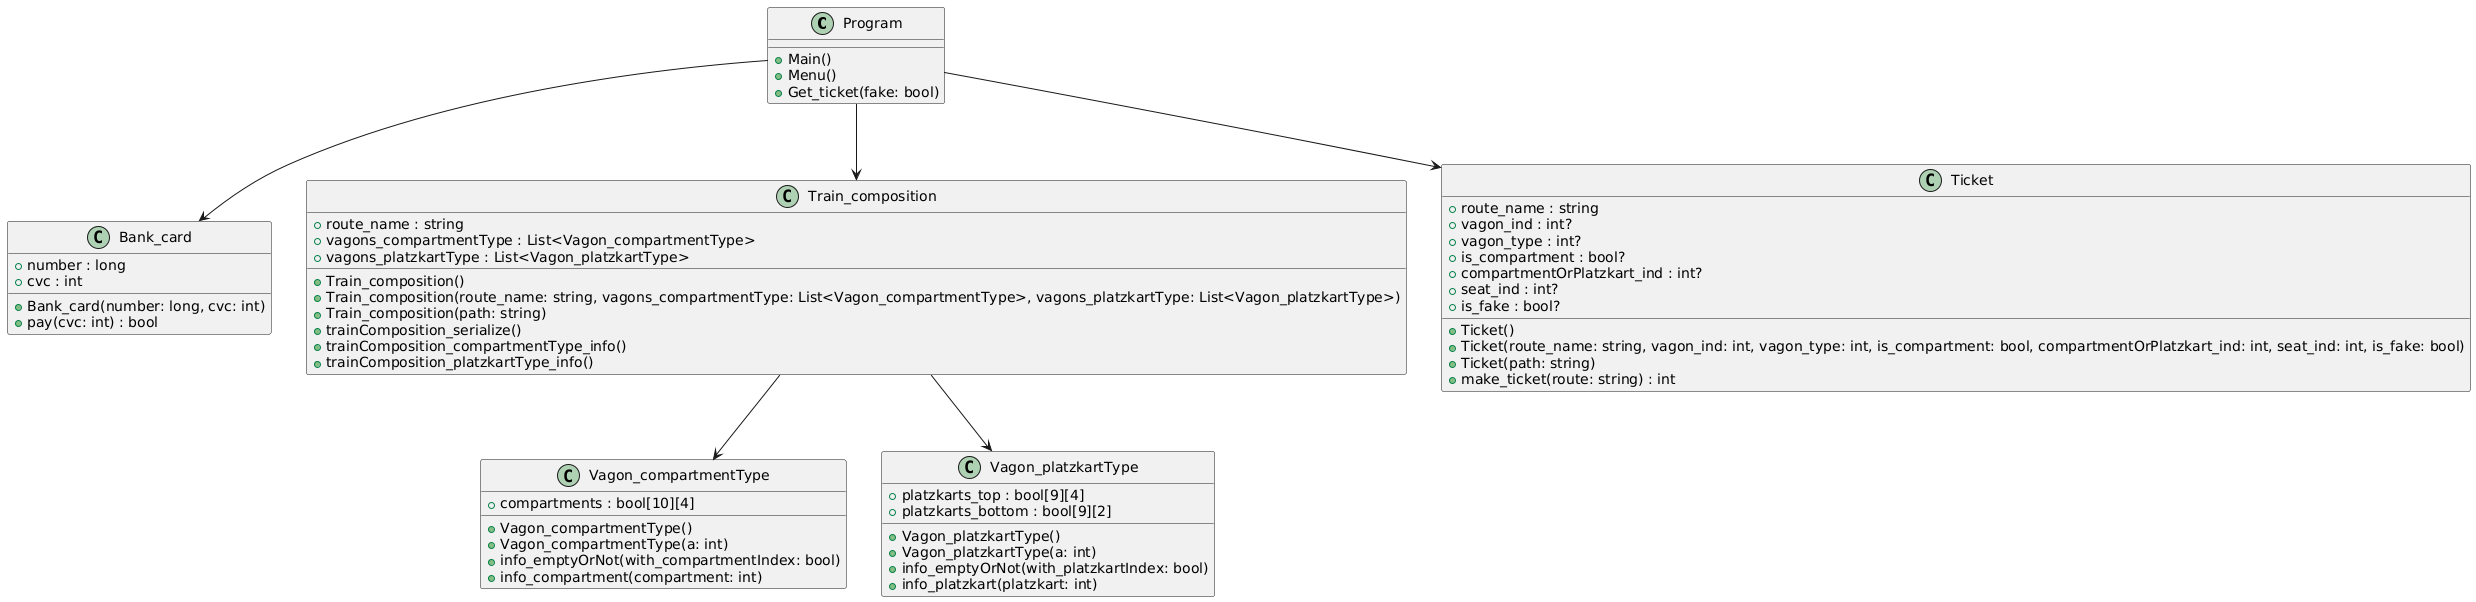 C Program
Main()
Menu()
Get_ticket(fake: bool)
C Bank_card
number : long
cvc : int
Bank_card(number: long, cvc: int)
pay(cvc: int) : bool
C Train_composition
route_name : string
vagons_compartmentType : List<Vagon_compartmentType>
vagons_platzkartType : List<Vagon_platzkartType>
Train_composition()
Train_composition(route_name: string, vagons_compartmentType: List<Vagon_compartmentType>, vagons_platzkartType: List<Vagon_platzkartType>)
Train_composition(path: string)
trainComposition_serialize()
trainComposition_compartmentType_info()
trainComposition_platzkartType_info()
C Ticket
route_name : string
vagon_ind : int?
vagon_type : int?
is_compartment : bool?
compartmentOrPlatzkart_ind : int?
seat_ind : int?
is_fake : bool?
Ticket()
Ticket(route_name: string, vagon_ind: int, vagon_type: int, is_compartment: bool, compartmentOrPlatzkart_ind: int, seat_ind: int, is_fake: bool)
Ticket(path: string)
make_ticket(route: string) : int
C Vagon_compartmentType
compartments : bool[10][4]
Vagon_compartmentType()
Vagon_compartmentType(a: int)
info_emptyOrNot(with_compartmentIndex: bool)
info_compartment(compartment: int)
C Vagon_platzkartType
platzkarts_top : bool[9][4]
platzkarts_bottom : bool[9][2]
Vagon_platzkartType()
Vagon_platzkartType(a: int)
info_emptyOrNot(with_platzkartIndex: bool)
info_platzkart(platzkart: int)